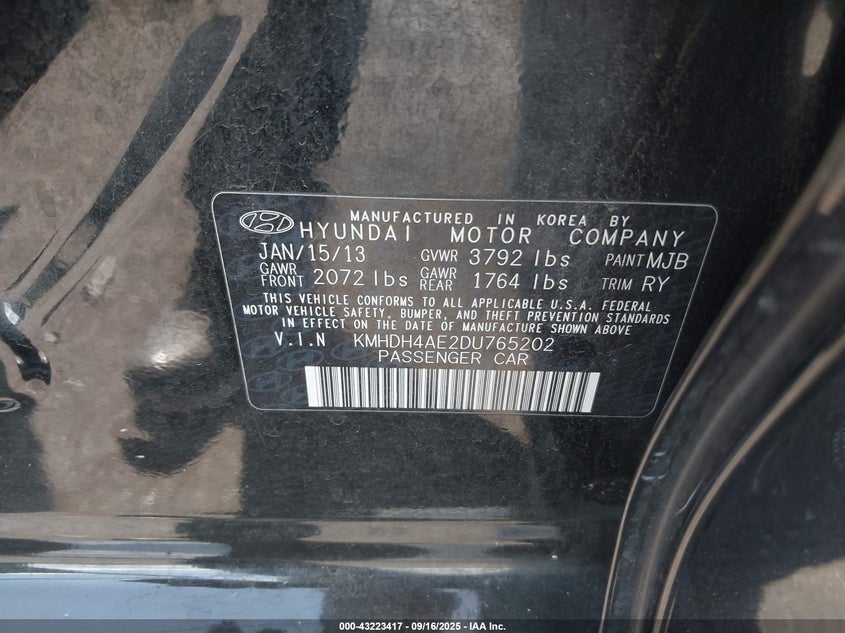 MANUFACTURED IN KOREA BY
HYUNDAI MOTOR COMPANY
JAN/15/13 GVWR 3792 lbs PAINT MJB
GAWR FRONT 2072 lbs GAWR REAR 1764 lbs TRIM RY
THIS VEHICLE CONFORMS TO ALL APPLICABLE U.S.A. FEDERAL
MOTOR VEHICLE SAFETY, BUMPER, AND THEFT PREVENTION STANDARDS
IN EFFECT ON THE DATE OF MANUFACTURE SHOWN ABOVE
V.I.N KMHDH4AE2DU765202
PASSENGER CAR
000-43223417 - 09/16/2025 - IAA Inc.